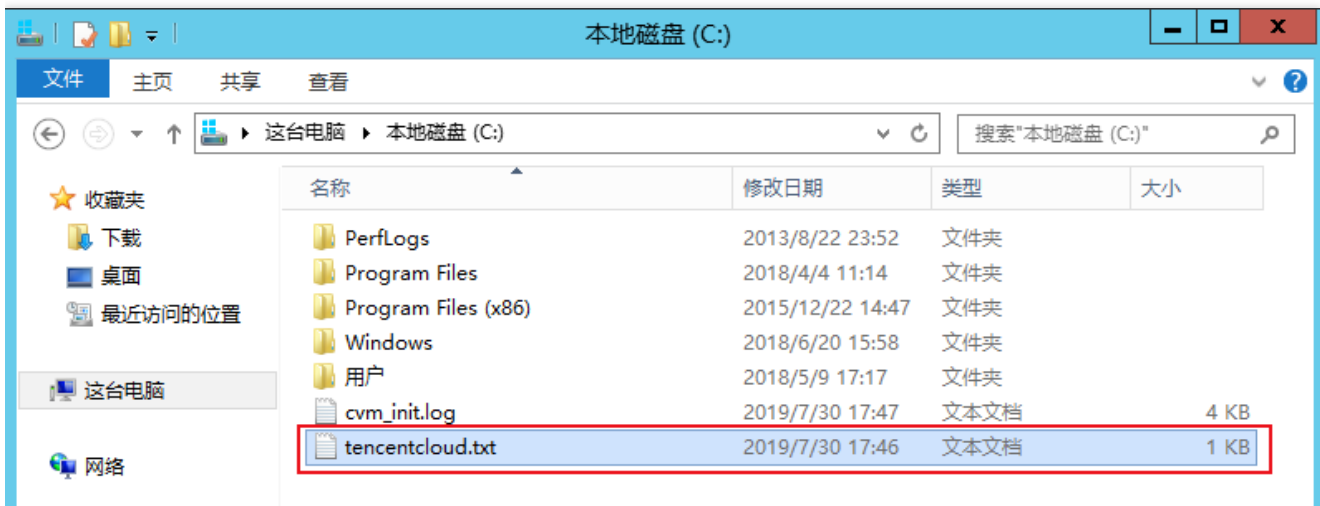 本地磁盘 (C:)
文件 主页 共享 查看
这台电脑 本地磁盘 (C:) 搜索"本地磁盘 (C:)"
收藏夹
下载
桌面
最近访问的位置
这台电脑
网络
名称 修改日期 类型 大小
PerfLogs 2013/8/22 23:52 文件夹
Program Files 2018/4/4 11:14 文件夹
Program Files (x86) 2015/12/22 14:47 文件夹
Windows 2018/6/20 15:58 文件夹
用户 2018/5/9 17:17 文件夹
cvm_init.log 2019/7/30 17:47 文本文档 4 KB
tencentcloud.txt 2019/7/30 17:46 文本文档 1 KB